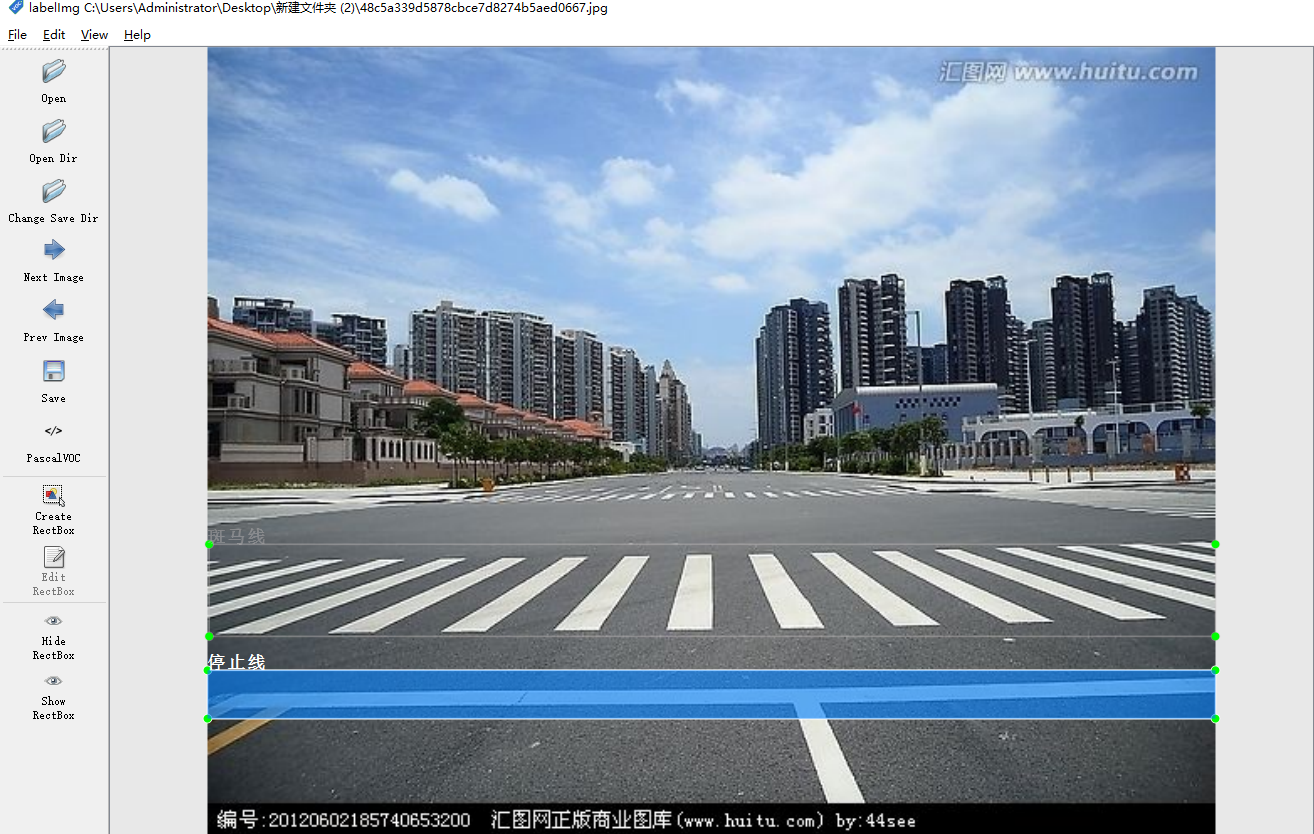 labelImg C:\Users\Administrator\Desktop\新建文件夹 (2)\48c5a339d5878cbce7d8274b5aed0667.jpg
File Edit View Help
Open
Open Dir
Change Save Dir
Next Image
Prev Image
Save
</>
PascalVOC
Create
RectBox
Edit
RectBox
Hide
RectBox
Show
RectBox
汇图网 www.huitu.com
斑马线
停止线
编号:20120602185740653200 汇图网正版商业图库(www.huitu.com) by:44see